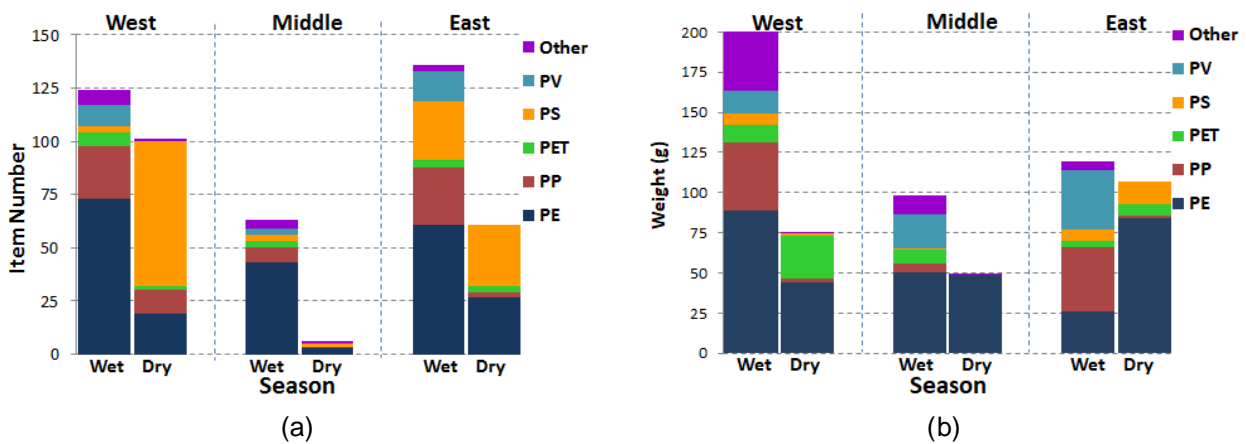 West Middle East
150
125
100
75
50
25
0
Item Number
Other
PV
PS
PET
PP
PE
Wet Dry Wet Dry Wet Dry
Season
(a)
West Middle East
200
175
150
125
100
75
50
25
0
Weight (g)
Other
PV
PS
PET
PP
PE
Wet Dry Wet Dry Wet Dry
Season
(b)